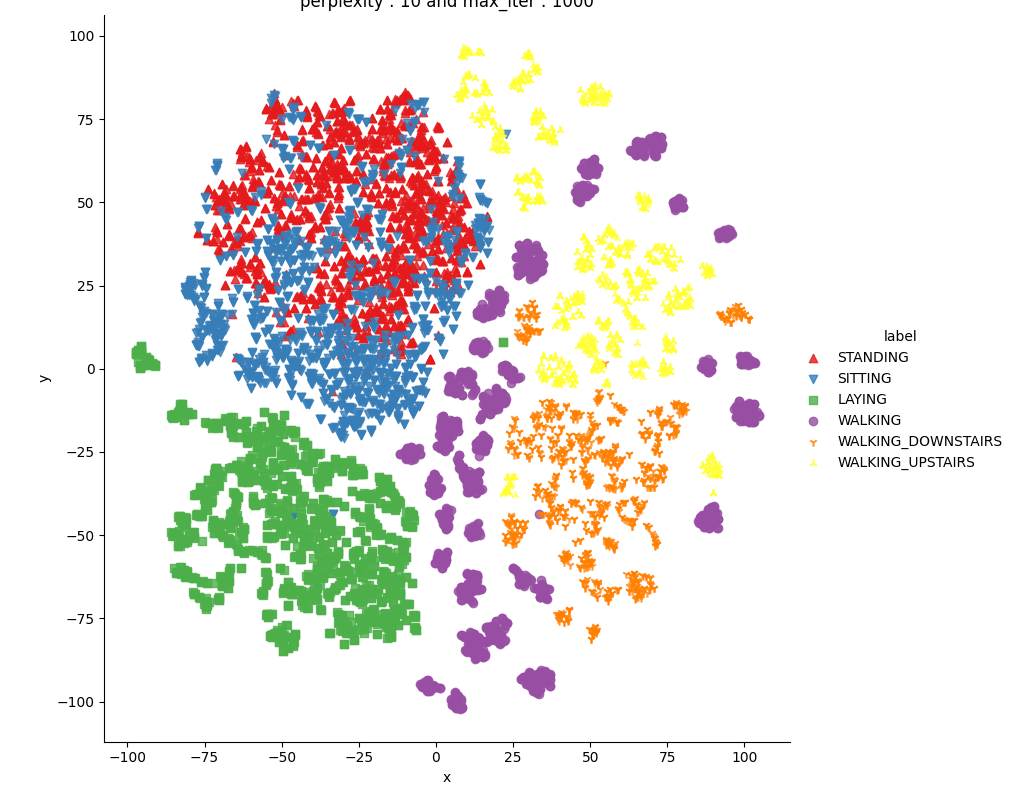 perplexity : 10 and max_iter : 1000
100
75
50
25
0
−25
−50
−75
−100
y
−100
−75
−50
−25
0
25
50
75
100
x
label
STANDING
SITTING
LAYING
WALKING
WALKING_DOWNSTAIRS
WALKING_UPSTAIRS